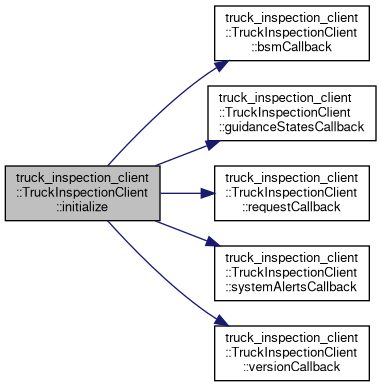 truck_inspection_client
::TruckInspectionClient
::bsmCallback
truck_inspection_client
::TruckInspectionClient
::guidanceStatesCallback
truck_inspection_client
::TruckInspectionClient
::initialize
truck_inspection_client
::TruckInspectionClient
::requestCallback
truck_inspection_client
::TruckInspectionClient
::systemAlertsCallback
truck_inspection_client
::TruckInspectionClient
::versionCallback